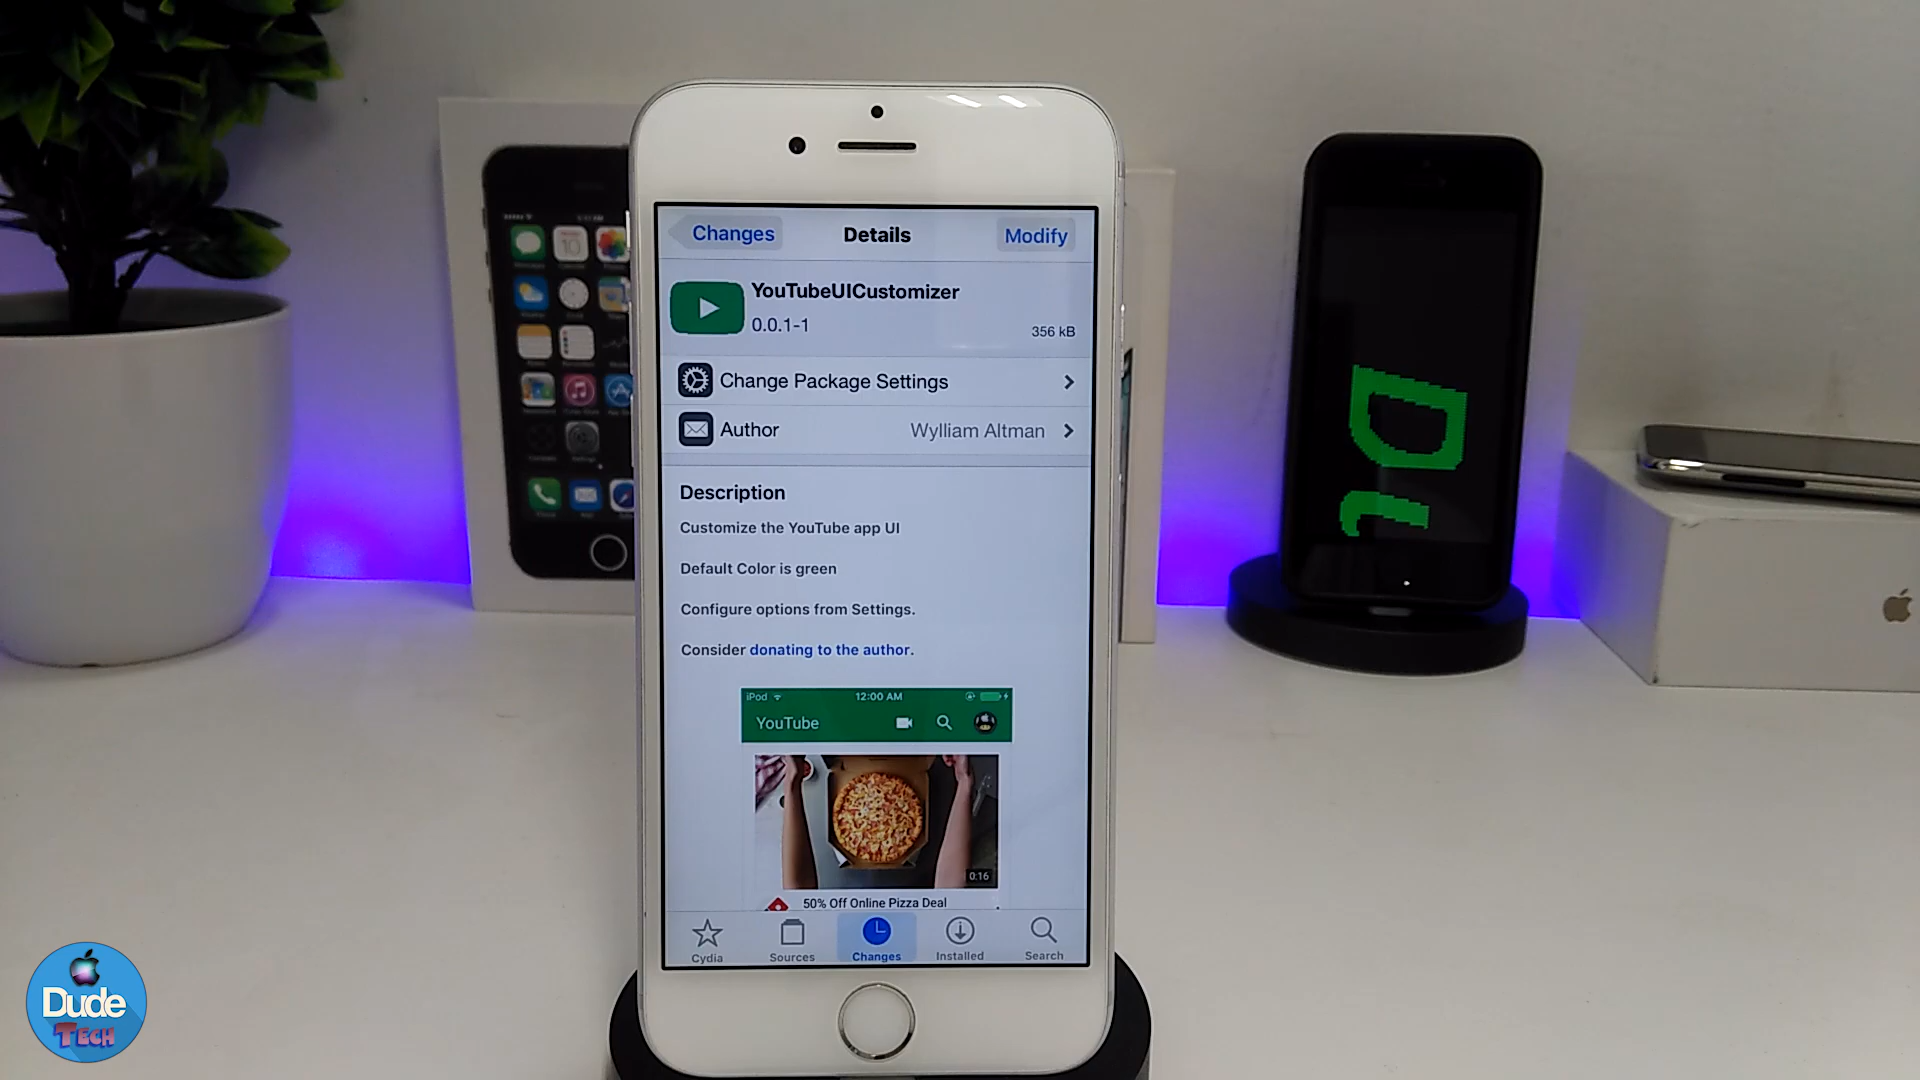 Changes Details Modify
YouTubeUICustomizer
0.0.1-1 356 kB
Change Package Settings
Author Wylliam Altman
Description
Customize the YouTube app UI
Default Color is green
Configure options from Settings.
Consider donating to the author.
iPod 12:00 AM
YouTube
0:16
50% Off Online Pizza Deal
Cydia Sources Changes Installed Search
Dude
TECH